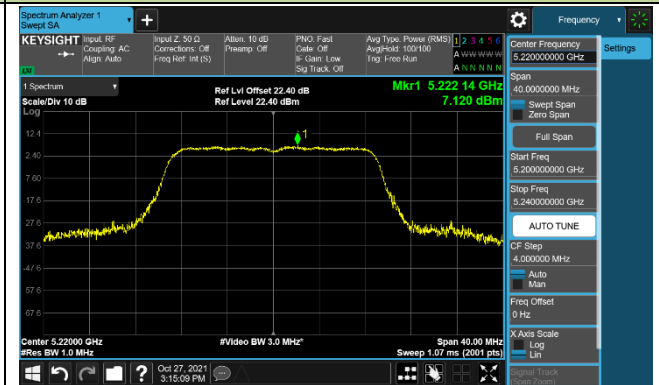 Spectrum Analyzer 1
Swept SA
+
Frequency
KEYSIGHT
Input: RF
Coupling: AC
Align: Auto
Input Z: 50 Ω
Corrections: Off
Freq Ref: Int (S)
Atten: 10 dB
Preamp: Off
PNO: Fast
Gate: Off
IF Gain: Low
Sig Track: Off
Avg Type: Power (RMS)
Avg|Hold: 100/100
Trig: Free Run
1 2 3 4 5 6
A W W W W W
A N N N N N
LXI
1 Spectrum
Scale/Div 10 dB
Log
Ref Lvl Offset 22.40 dB
Ref Level 22.40 dBm
Mkr1 5.222 14 GHz
7.120 dBm
1
12.4
2.40
-7.60
-17.6
-27.6
-37.6
-47.6
-57.6
-67.6
Center 5.22000 GHz
#Res BW 1.0 MHz
#Video BW 3.0 MHz*
Span 40.00 MHz
Sweep 1.07 ms (2001 pts)
Oct 27, 2021
3:15:09 PM
?
Center Frequency
5.220000000 GHz
Settings
Span
40.0000000 MHz
Swept Span
Zero Span
Full Span
Start Freq
5.200000000 GHz
Stop Freq
5.240000000 GHz
AUTO TUNE
CF Step
4.000000 MHz
Auto
Man
Freq Offset
0 Hz
X Axis Scale
Log
Lin
Signal Track
(Span Zoom)